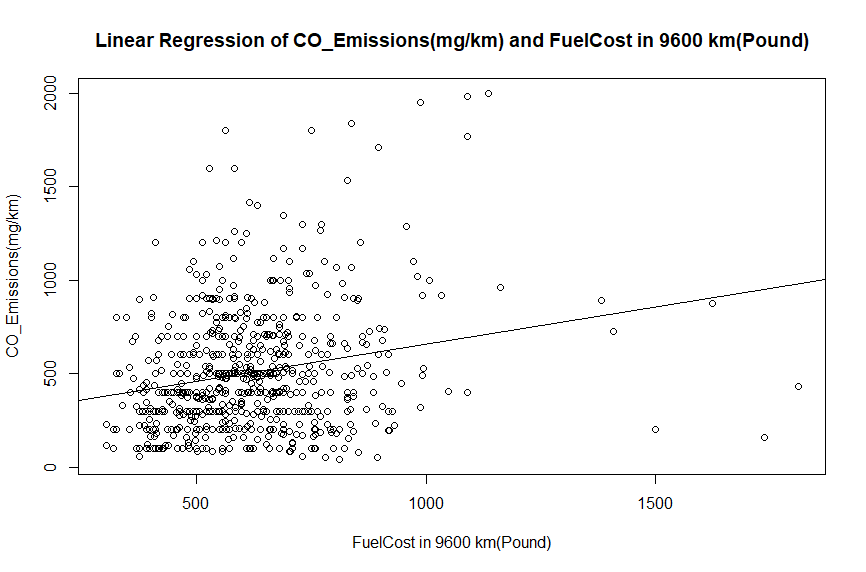 Linear Regression of CO_Emissions(mg/km) and FuelCost in 9600 km(Pound)
CO_Emissions(mg/km)
2000
1500
1000
500
0
500
1000
1500
FuelCost in 9600 km(Pound)